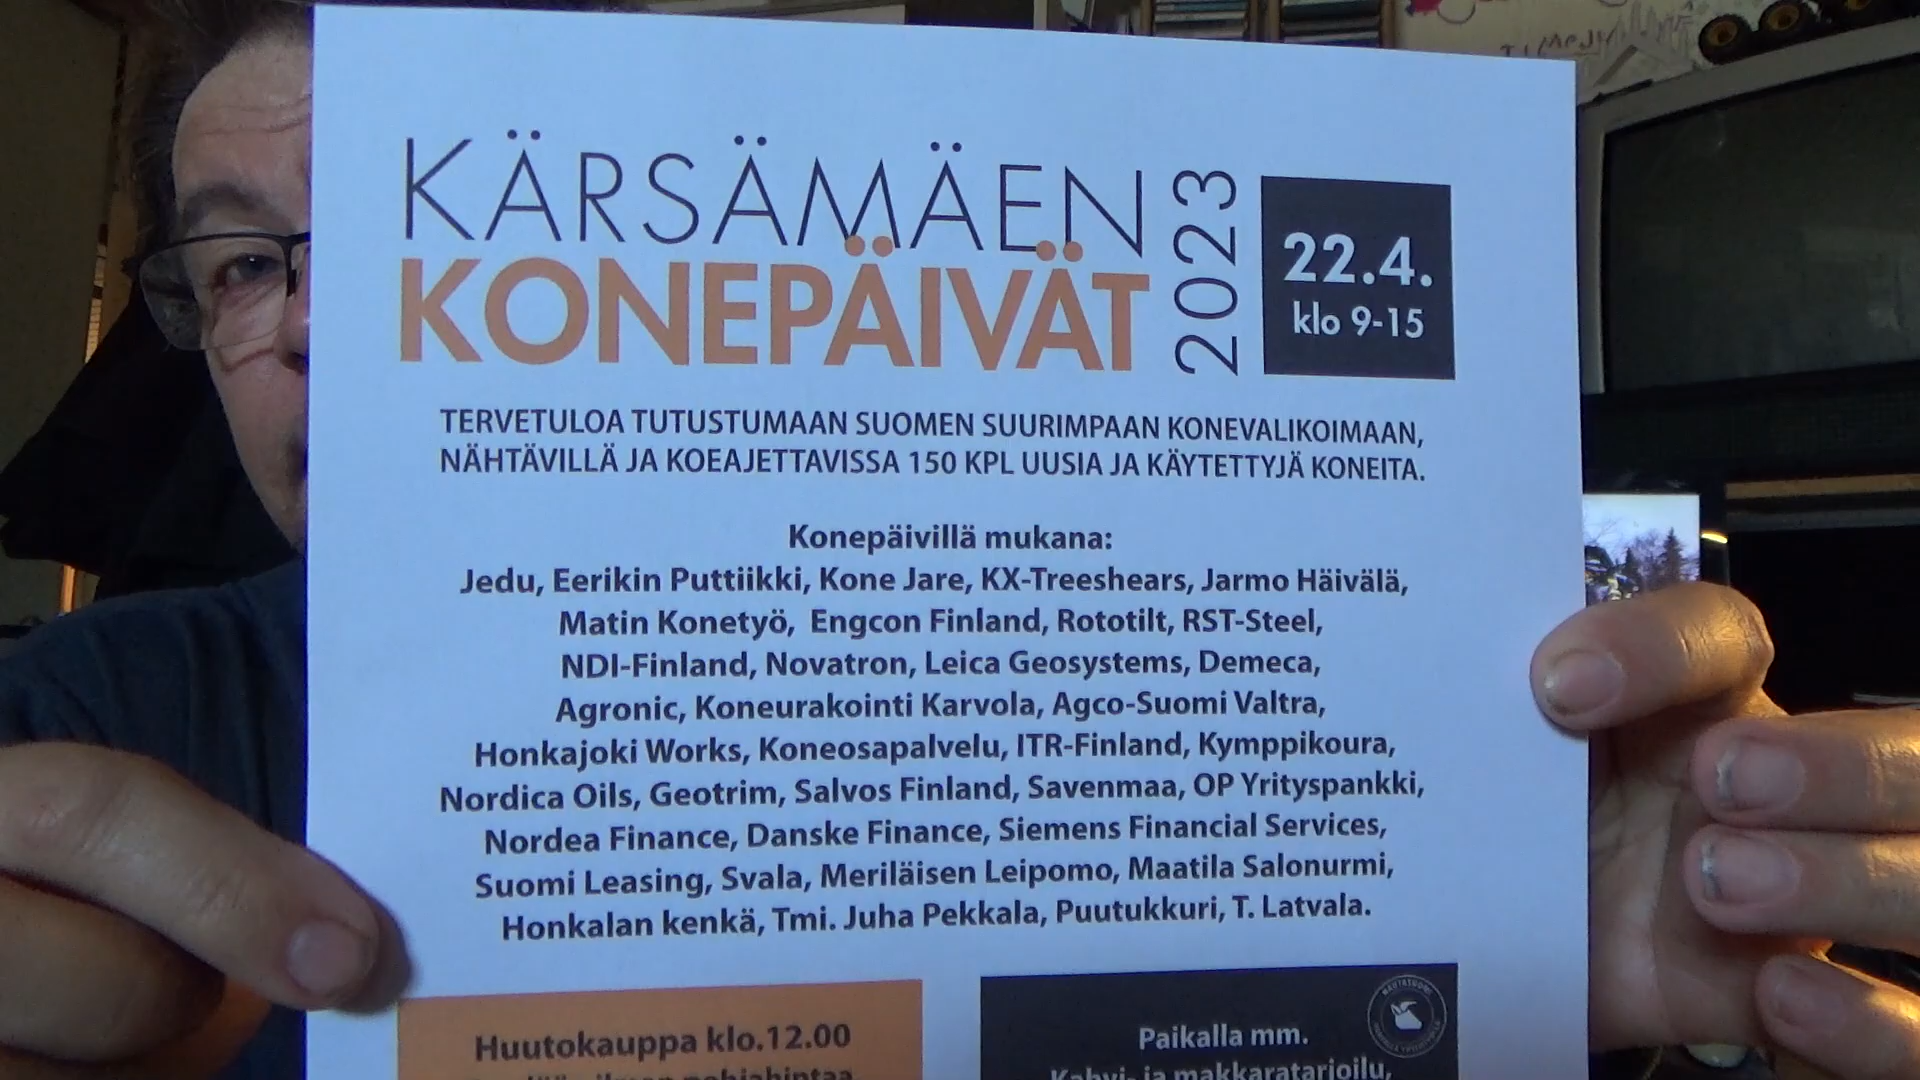 KÄRSÄMÄEN
KONEPÄIVÄT
2023
22.4.
klo 9-15
TERVETULOA TUTUSTUMAAN SUOMEN SUURIMPAAN KONEVALIKOIMAAN,
NÄHTÄVILLÄ JA KOEAJETTAVISSA 150 KPL UUSIA JA KÄYTETTYJÄ KONEITA.
Konepäivillä mukana:
Jedu, Eerikin Puttiikki, Kone Jare, KX-Treeshears, Jarmo Häivälä,
Matin Konetyö, Engcon Finland, Rototilt, RST-Steel,
NDI-Finland, Novatron, Leica Geosystems, Demeca,
Agronic, Koneurakointi Karvola, Agco-Suomi Valtra,
Honkajoki Works, Koneosapalvelu, ITR-Finland, Kymppikoura,
Nordica Oils, Geotrim, Salvos Finland, Savenmaa, OP Yrityspankki,
Nordea Finance, Danske Finance, Siemens Financial Services,
Suomi Leasing, Svala, Meriläisen Leipomo, Maatila Salonurmi,
Honkalan kenkä, Tmi. Juha Pekkala, Puutukkuri, T. Latvala.
Huutokauppa klo.12.00
Paikalla mm.
Kahvi- ja makkaratarjoilu,